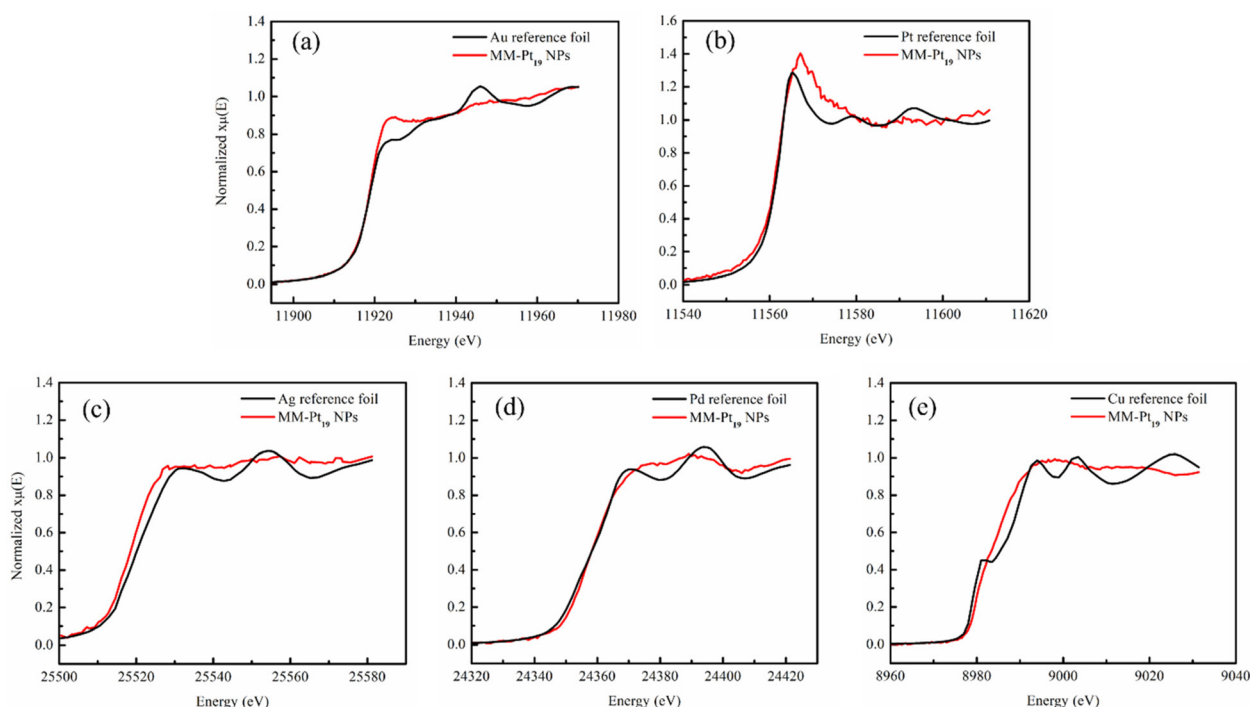 (a)
Au reference foil
MM-Pt19 NPs
Normalized xμ(E)
1.4
1.2
1.0
0.8
0.6
0.4
0.2
0.0
11900 11920 11940 11960 11980
Energy (eV)
(b)
Pt reference foil
MM-Pt19 NPs
1.6
1.4
1.2
1.0
0.8
0.6
0.4
0.2
0.0
11540 11560 11580 11600 11620
Energy (eV)
(c)
Ag reference foil
MM-Pt19 NPs
Normalized xμ(E)
1.4
1.2
1.0
0.8
0.6
0.4
0.2
0.0
25500 25520 25540 25560 25580
Energy (eV)
(d)
Pd reference foil
MM-Pt19 NPs
1.4
1.2
1.0
0.8
0.6
0.4
0.2
0.0
24320 24340 24360 24380 24400 24420
Energy (eV)
(e)
Cu reference foil
MM-Pt19 NPs
1.4
1.2
1.0
0.8
0.6
0.4
0.2
0.0
8960 8980 9000 9020 9040
Energy (eV)